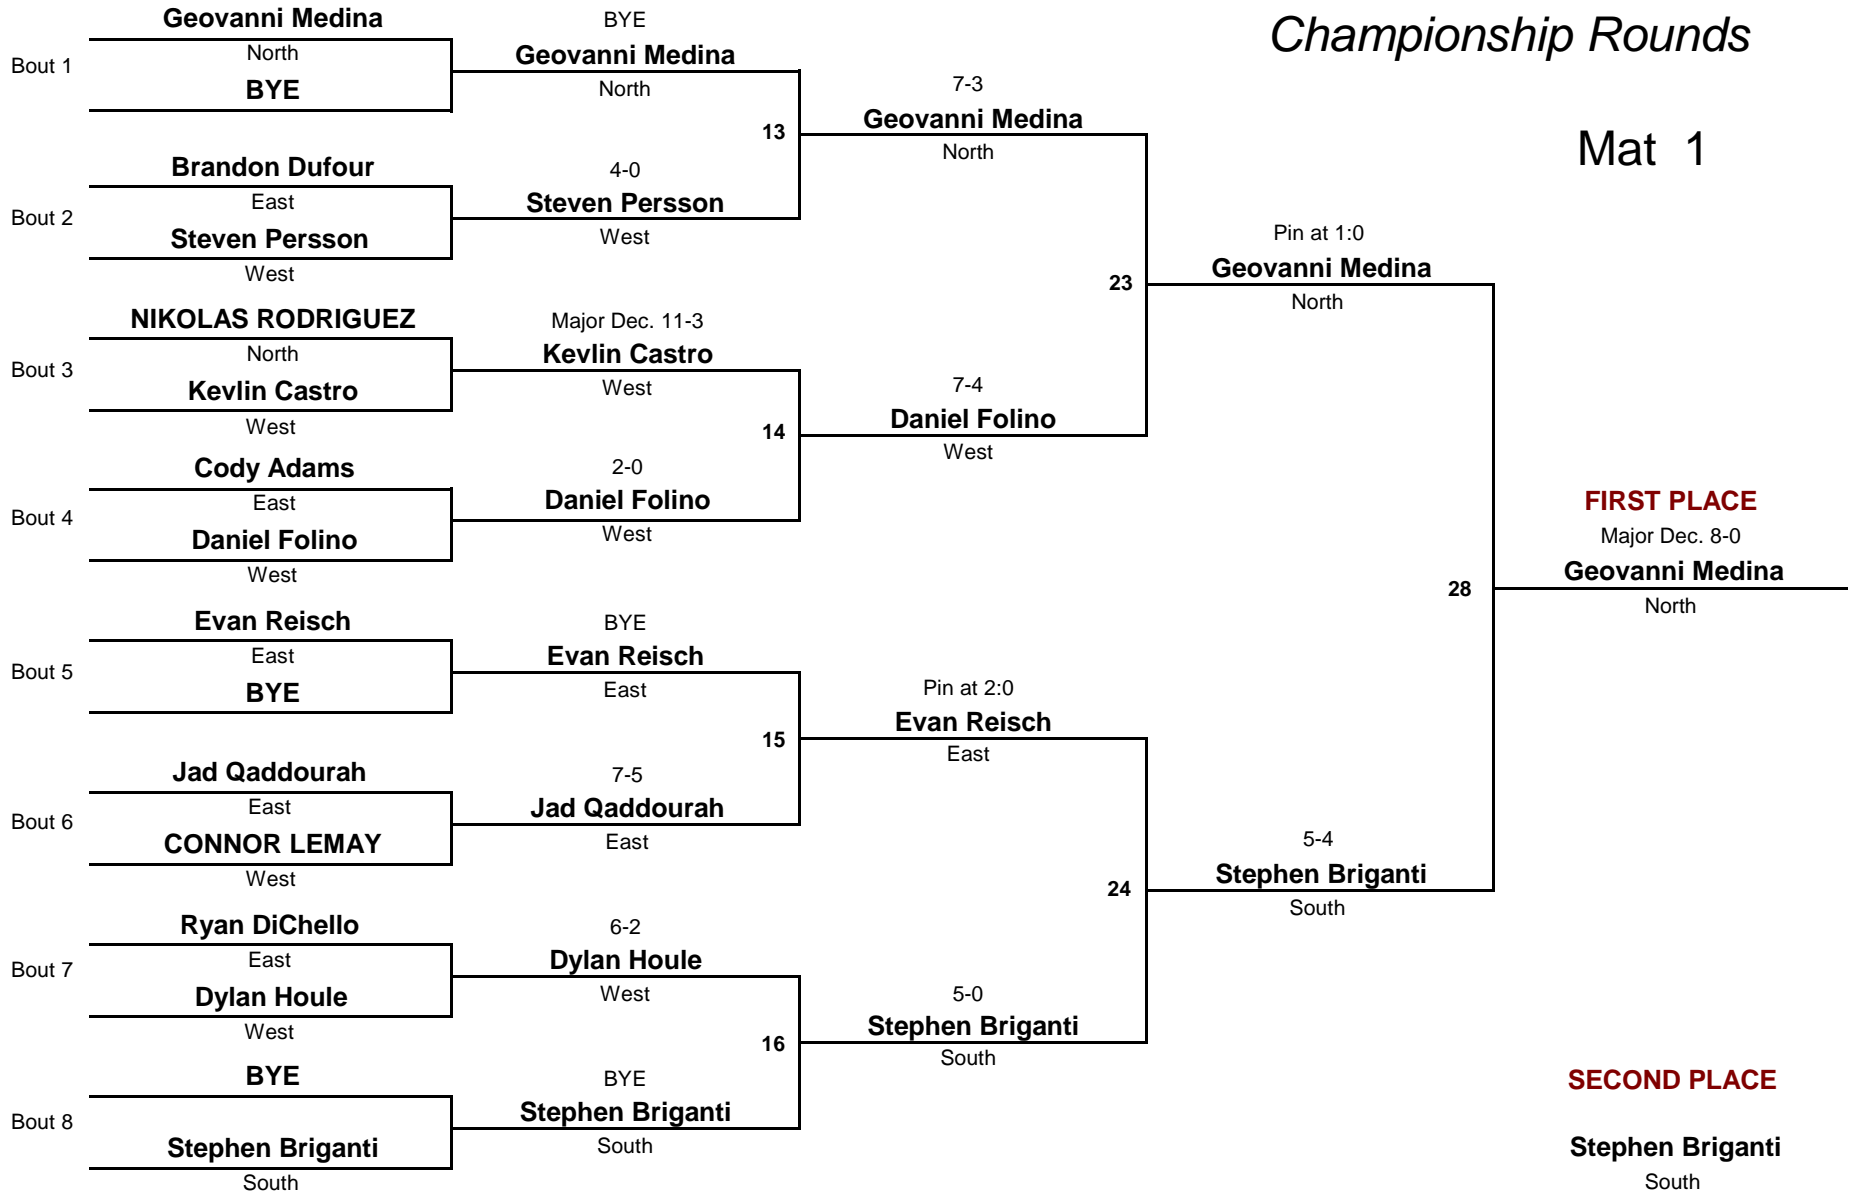 Championship Rounds
Mat 1
Bout 1
Geovanni Medina
North
BYE
Bout 2
Brandon Dufour
East
Steven Persson
West
Bout 3
NIKOLAS RODRIGUEZ
North
Kevlin Castro
West
Bout 4
Cody Adams
East
Daniel Folino
West
Bout 5
Evan Reisch
East
BYE
Bout 6
Jad Qaddourah
East
CONNOR LEMAY
West
Bout 7
Ryan DiChello
East
Dylan Houle
West
Bout 8
BYE
Stephen Briganti
South
BYE
Geovanni Medina
North
13
4-0
Steven Persson
West
Major Dec. 11-3
Kevlin Castro
West
14
2-0
Daniel Folino
West
BYE
Evan Reisch
East
15
7-5
Jad Qaddourah
East
6-2
Dylan Houle
West
16
BYE
Stephen Briganti
South
7-3
Geovanni Medina
North
23
7-4
Daniel Folino
West
Pin at 2:0
Evan Reisch
East
24
5-0
Stephen Briganti
South
Pin at 1:0
Geovanni Medina
North
28
5-4
Stephen Briganti
South
FIRST PLACE
Major Dec. 8-0
Geovanni Medina
North
SECOND PLACE
Stephen Briganti
South